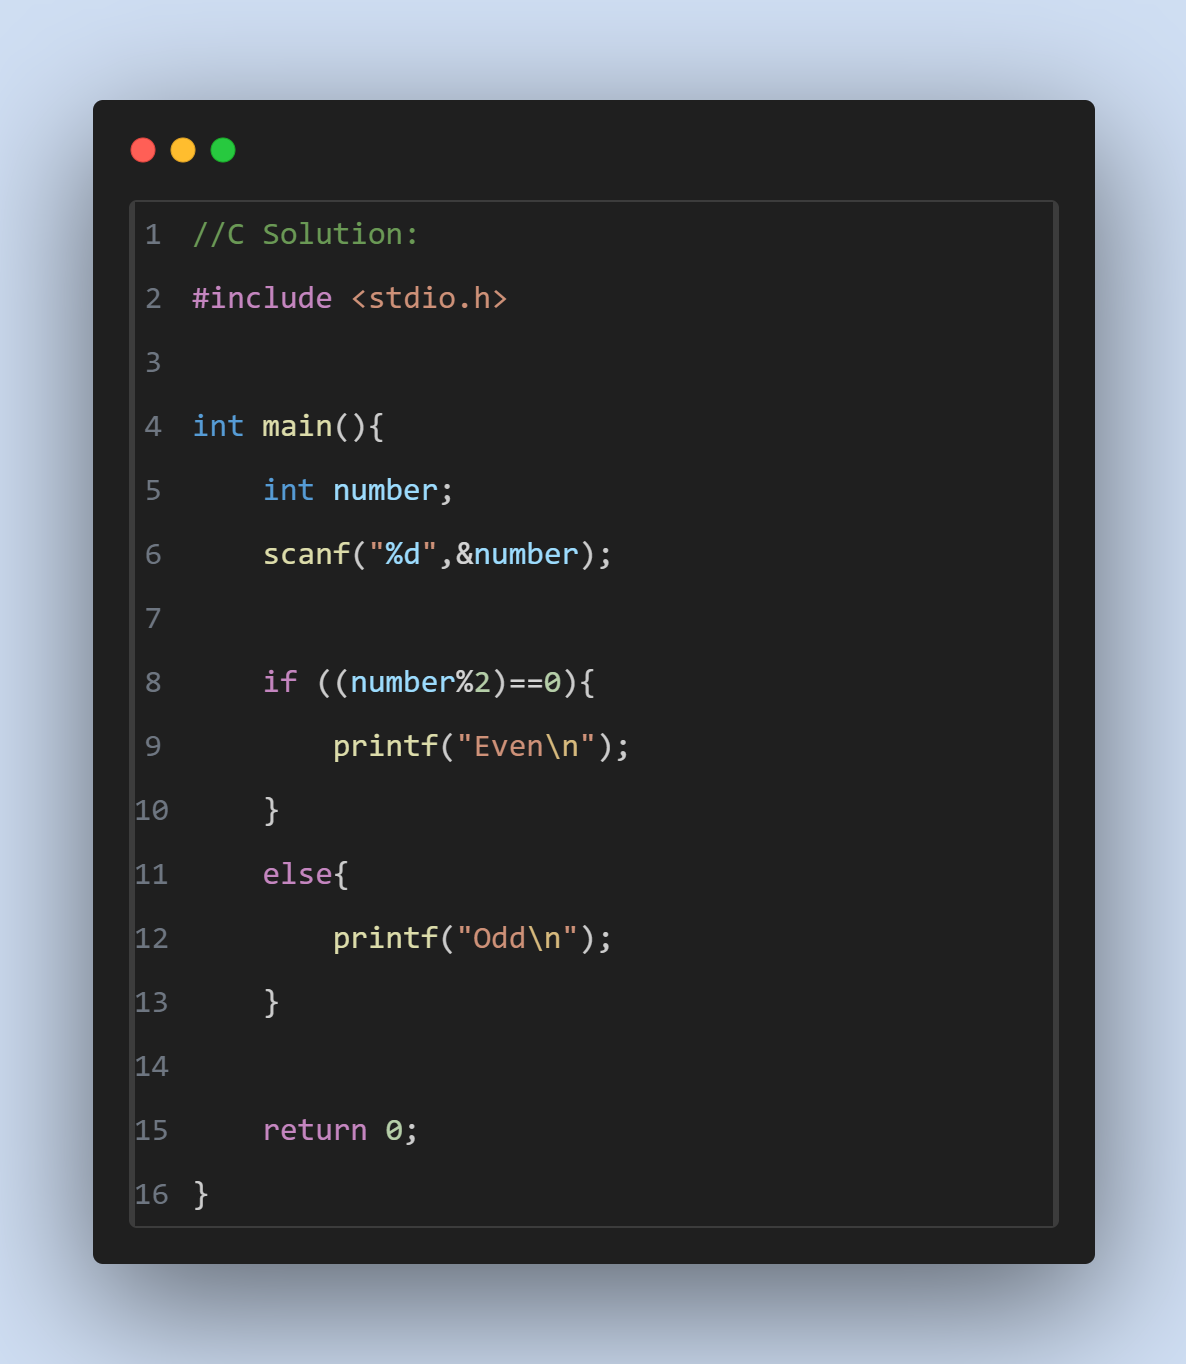 1 //C Solution:
2 #include <stdio.h>
3
4 int main(){
5     int number;
6     scanf("%d",&number);
7
8     if ((number%2)==0){
9         printf("Even\n");
10     }
11     else{
12         printf("Odd\n");
13     }
14
15     return 0;
16 }